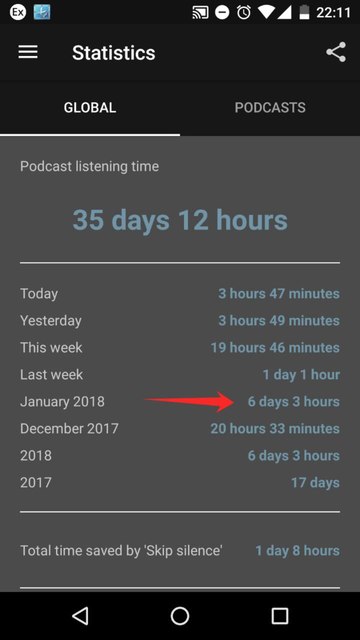 Ex 22:11
Statistics
GLOBAL PODCASTS
Podcast listening time
35 days 12 hours
Today 3 hours 47 minutes
Yesterday 3 hours 49 minutes
This week 19 hours 46 minutes
Last week 1 day 1 hour
January 2018 6 days 3 hours
December 2017 20 hours 33 minutes
2018 6 days 3 hours
2017 17 days
Total time saved by 'Skip silence' 1 day 8 hours